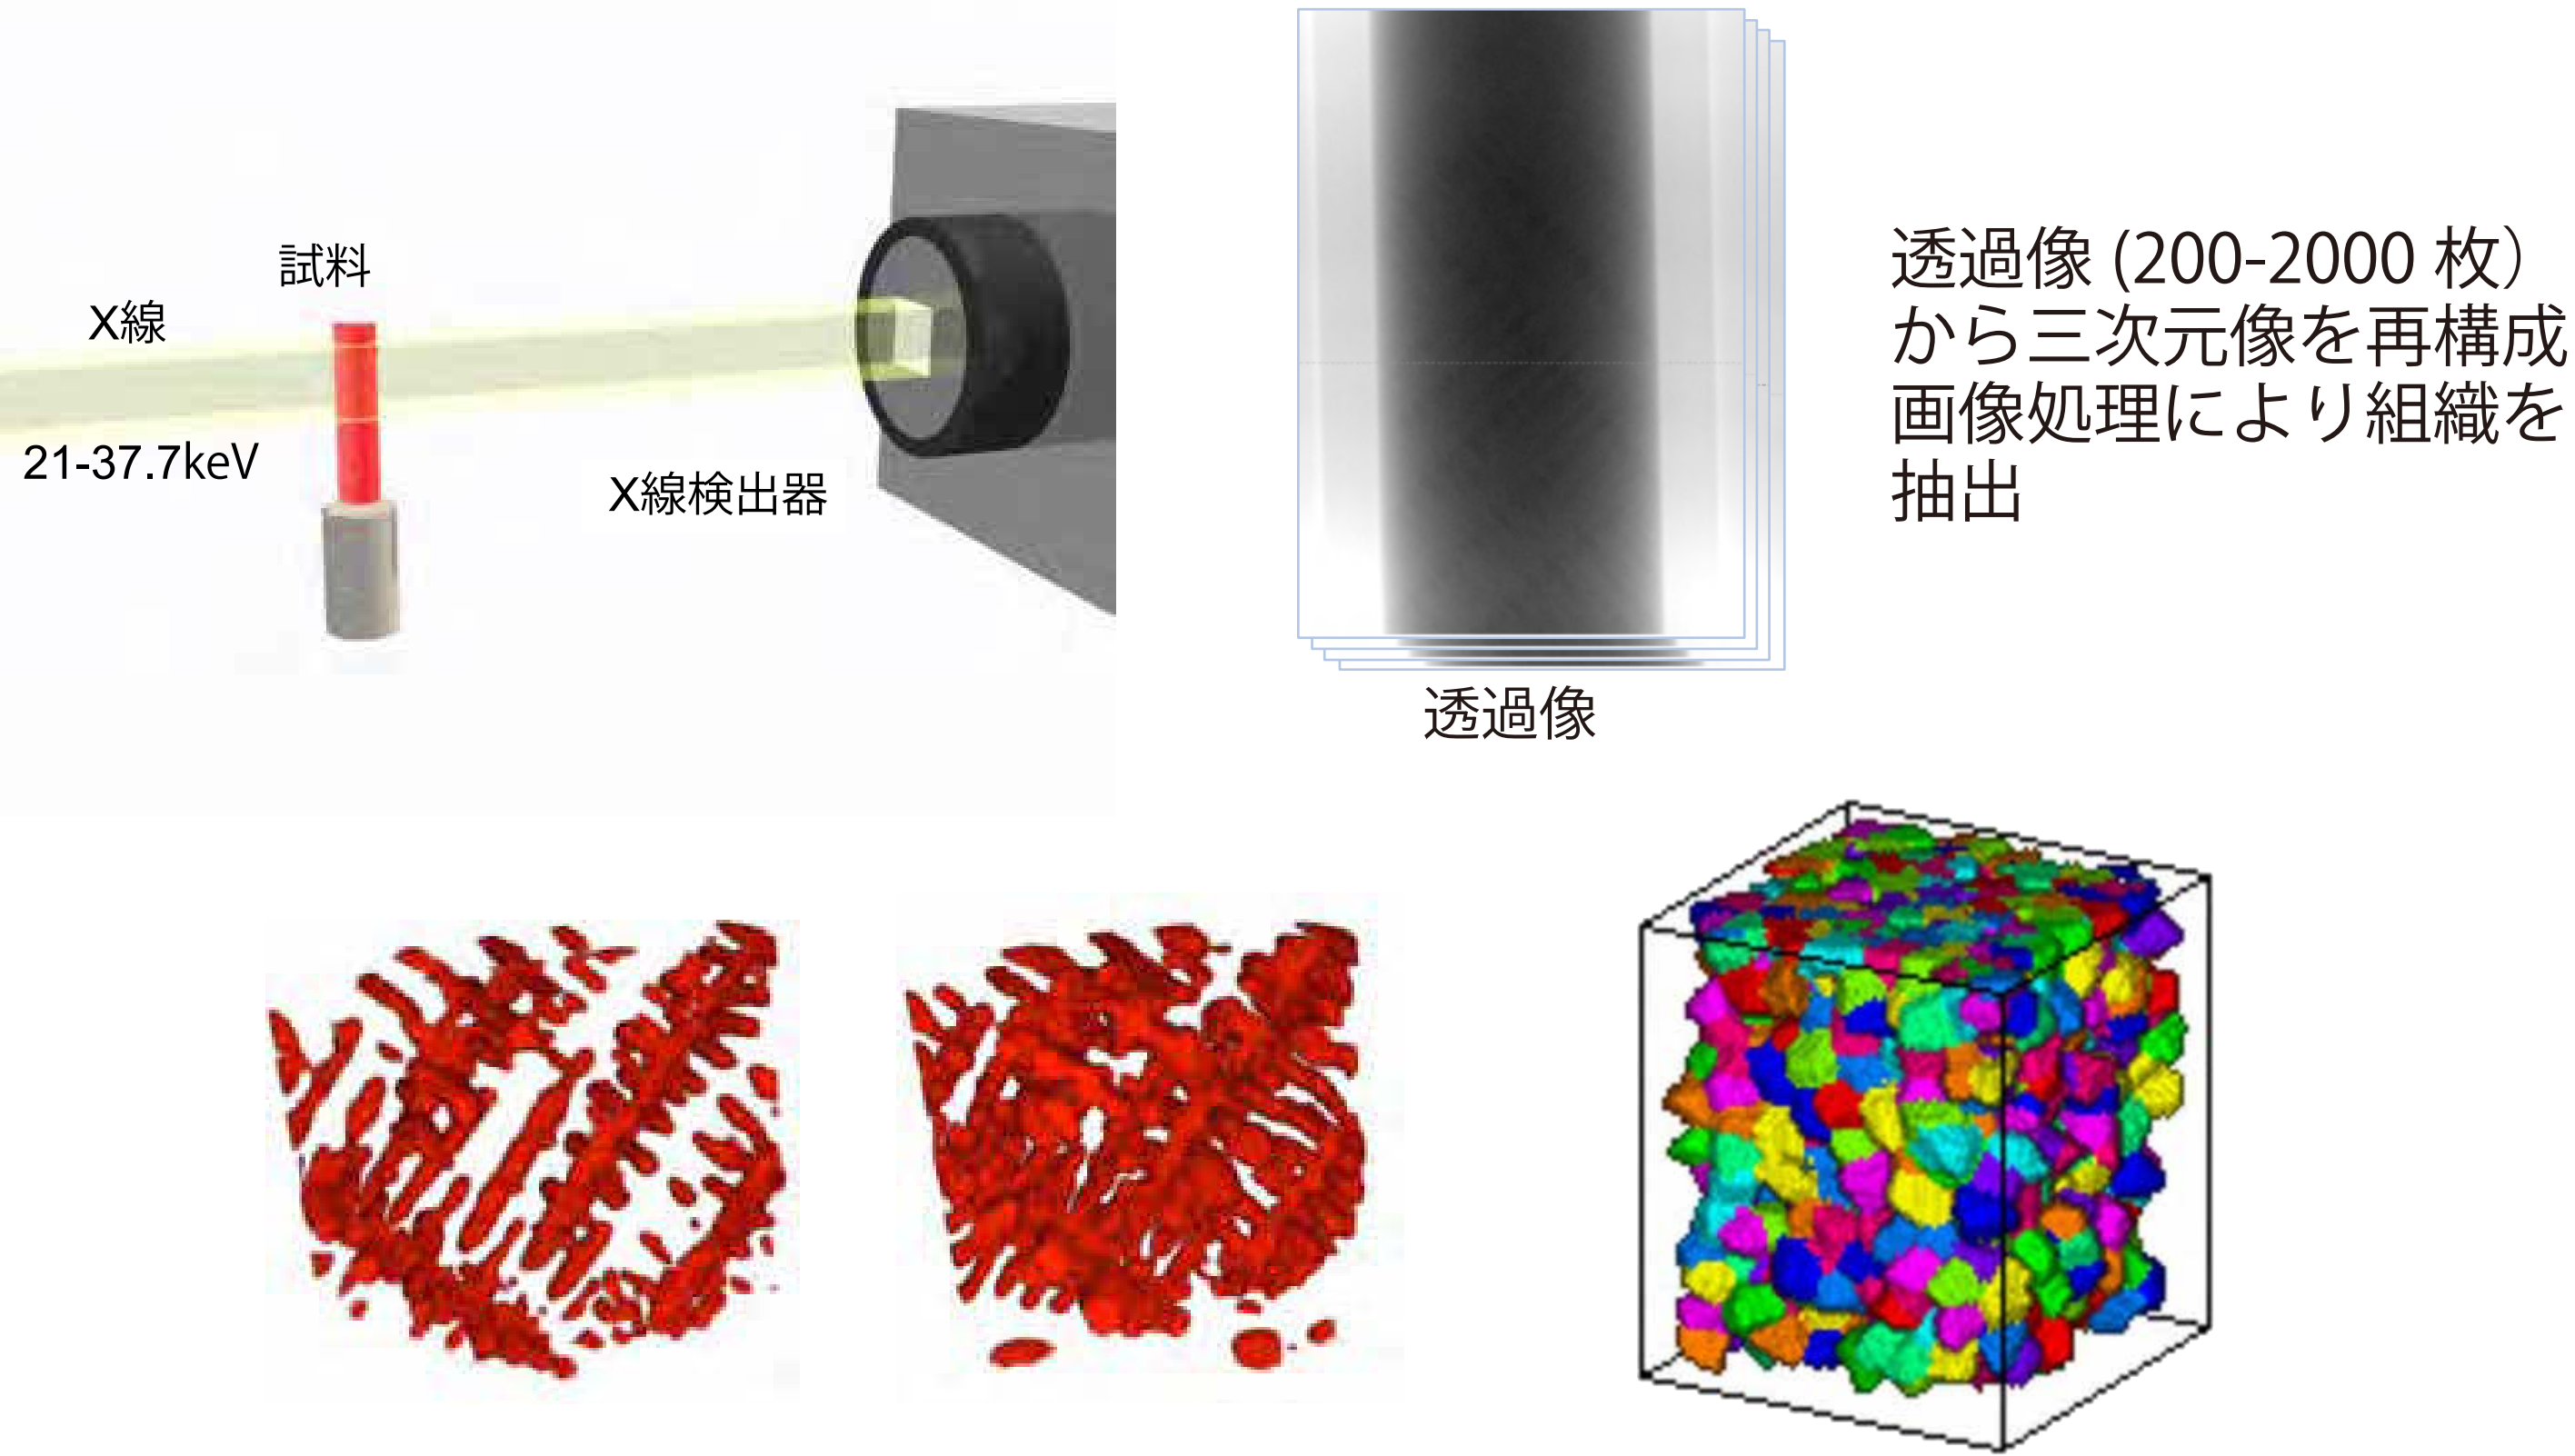 試料
X線
21-37.7keV
X線検出器
透過像
透過像 (200-2000 枚）
から三次元像を再構成
画像処理により組織を
抽出